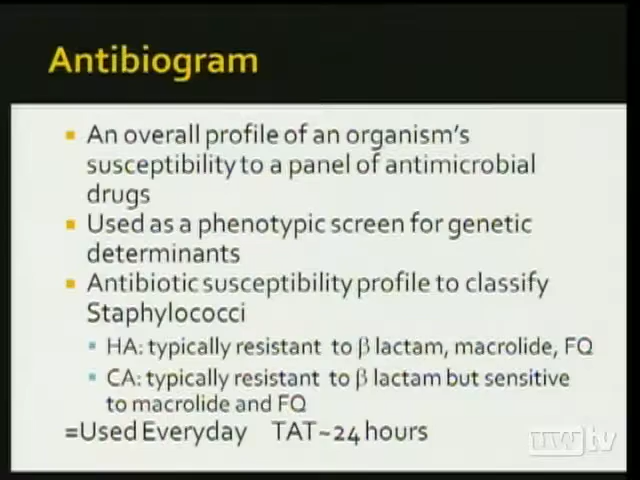 Antibiogram
An overall profile of an organism's
susceptibility to a panel of antimicrobial
drugs
Used as a phenotypic screen for genetic
determinants
Antibiotic susceptibility profile to classify
Staphylococci
HA: typically resistant to β lactam, macrolide, FQ
CA: typically resistant to β lactam but sensitive
to macrolide and FQ
=Used Everyday TAT~24 hours
uwtv